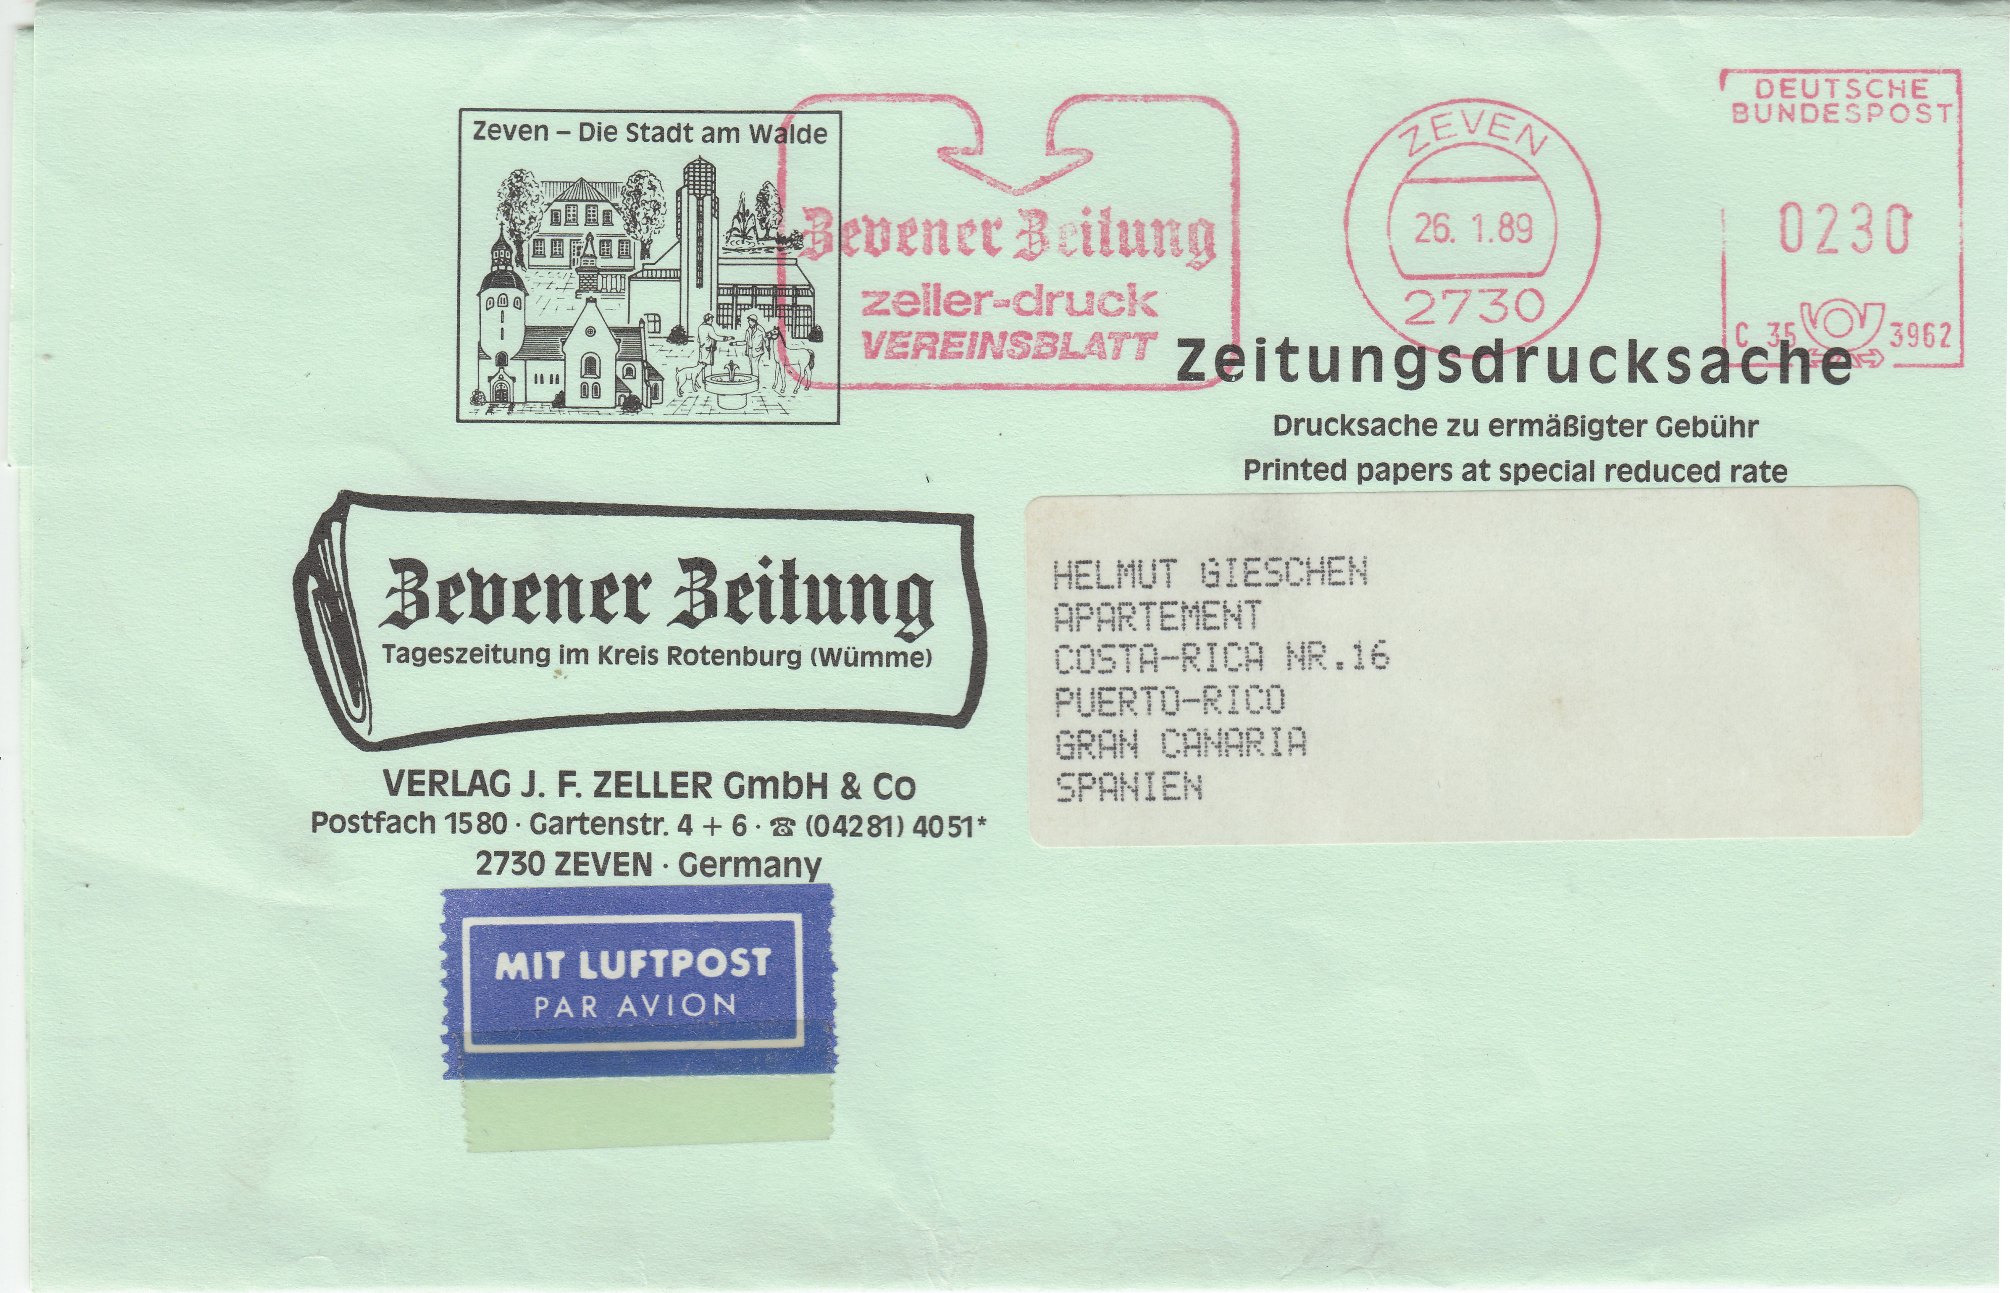 Zeven – Die Stadt am Walde
Zevener Zeitung
zeller-druck
VEREINSBLATT
ZEVEN
26. 1.89
2730
DEUTSCHE
BUNDESPOST
0230
C 35 3962
Zeitungsdrucksache
Drucksache zu ermäßigter Gebühr
Printed papers at special reduced rate
Zevener Zeitung
Tageszeitung im Kreis Rotenburg (Wümme)
VERLAG J. F. ZELLER GmbH & Co
Postfach 1580 · Gartenstr. 4 + 6 · ☎ (04281) 4051*
2730 ZEVEN · Germany
HELMUT GIESCHEN
APARTEMENT
COSTA-RICA NR.16
PUERTO-RICO
GRAN CANARIA
SPANIEN
MIT LUFTPOST
PAR AVION